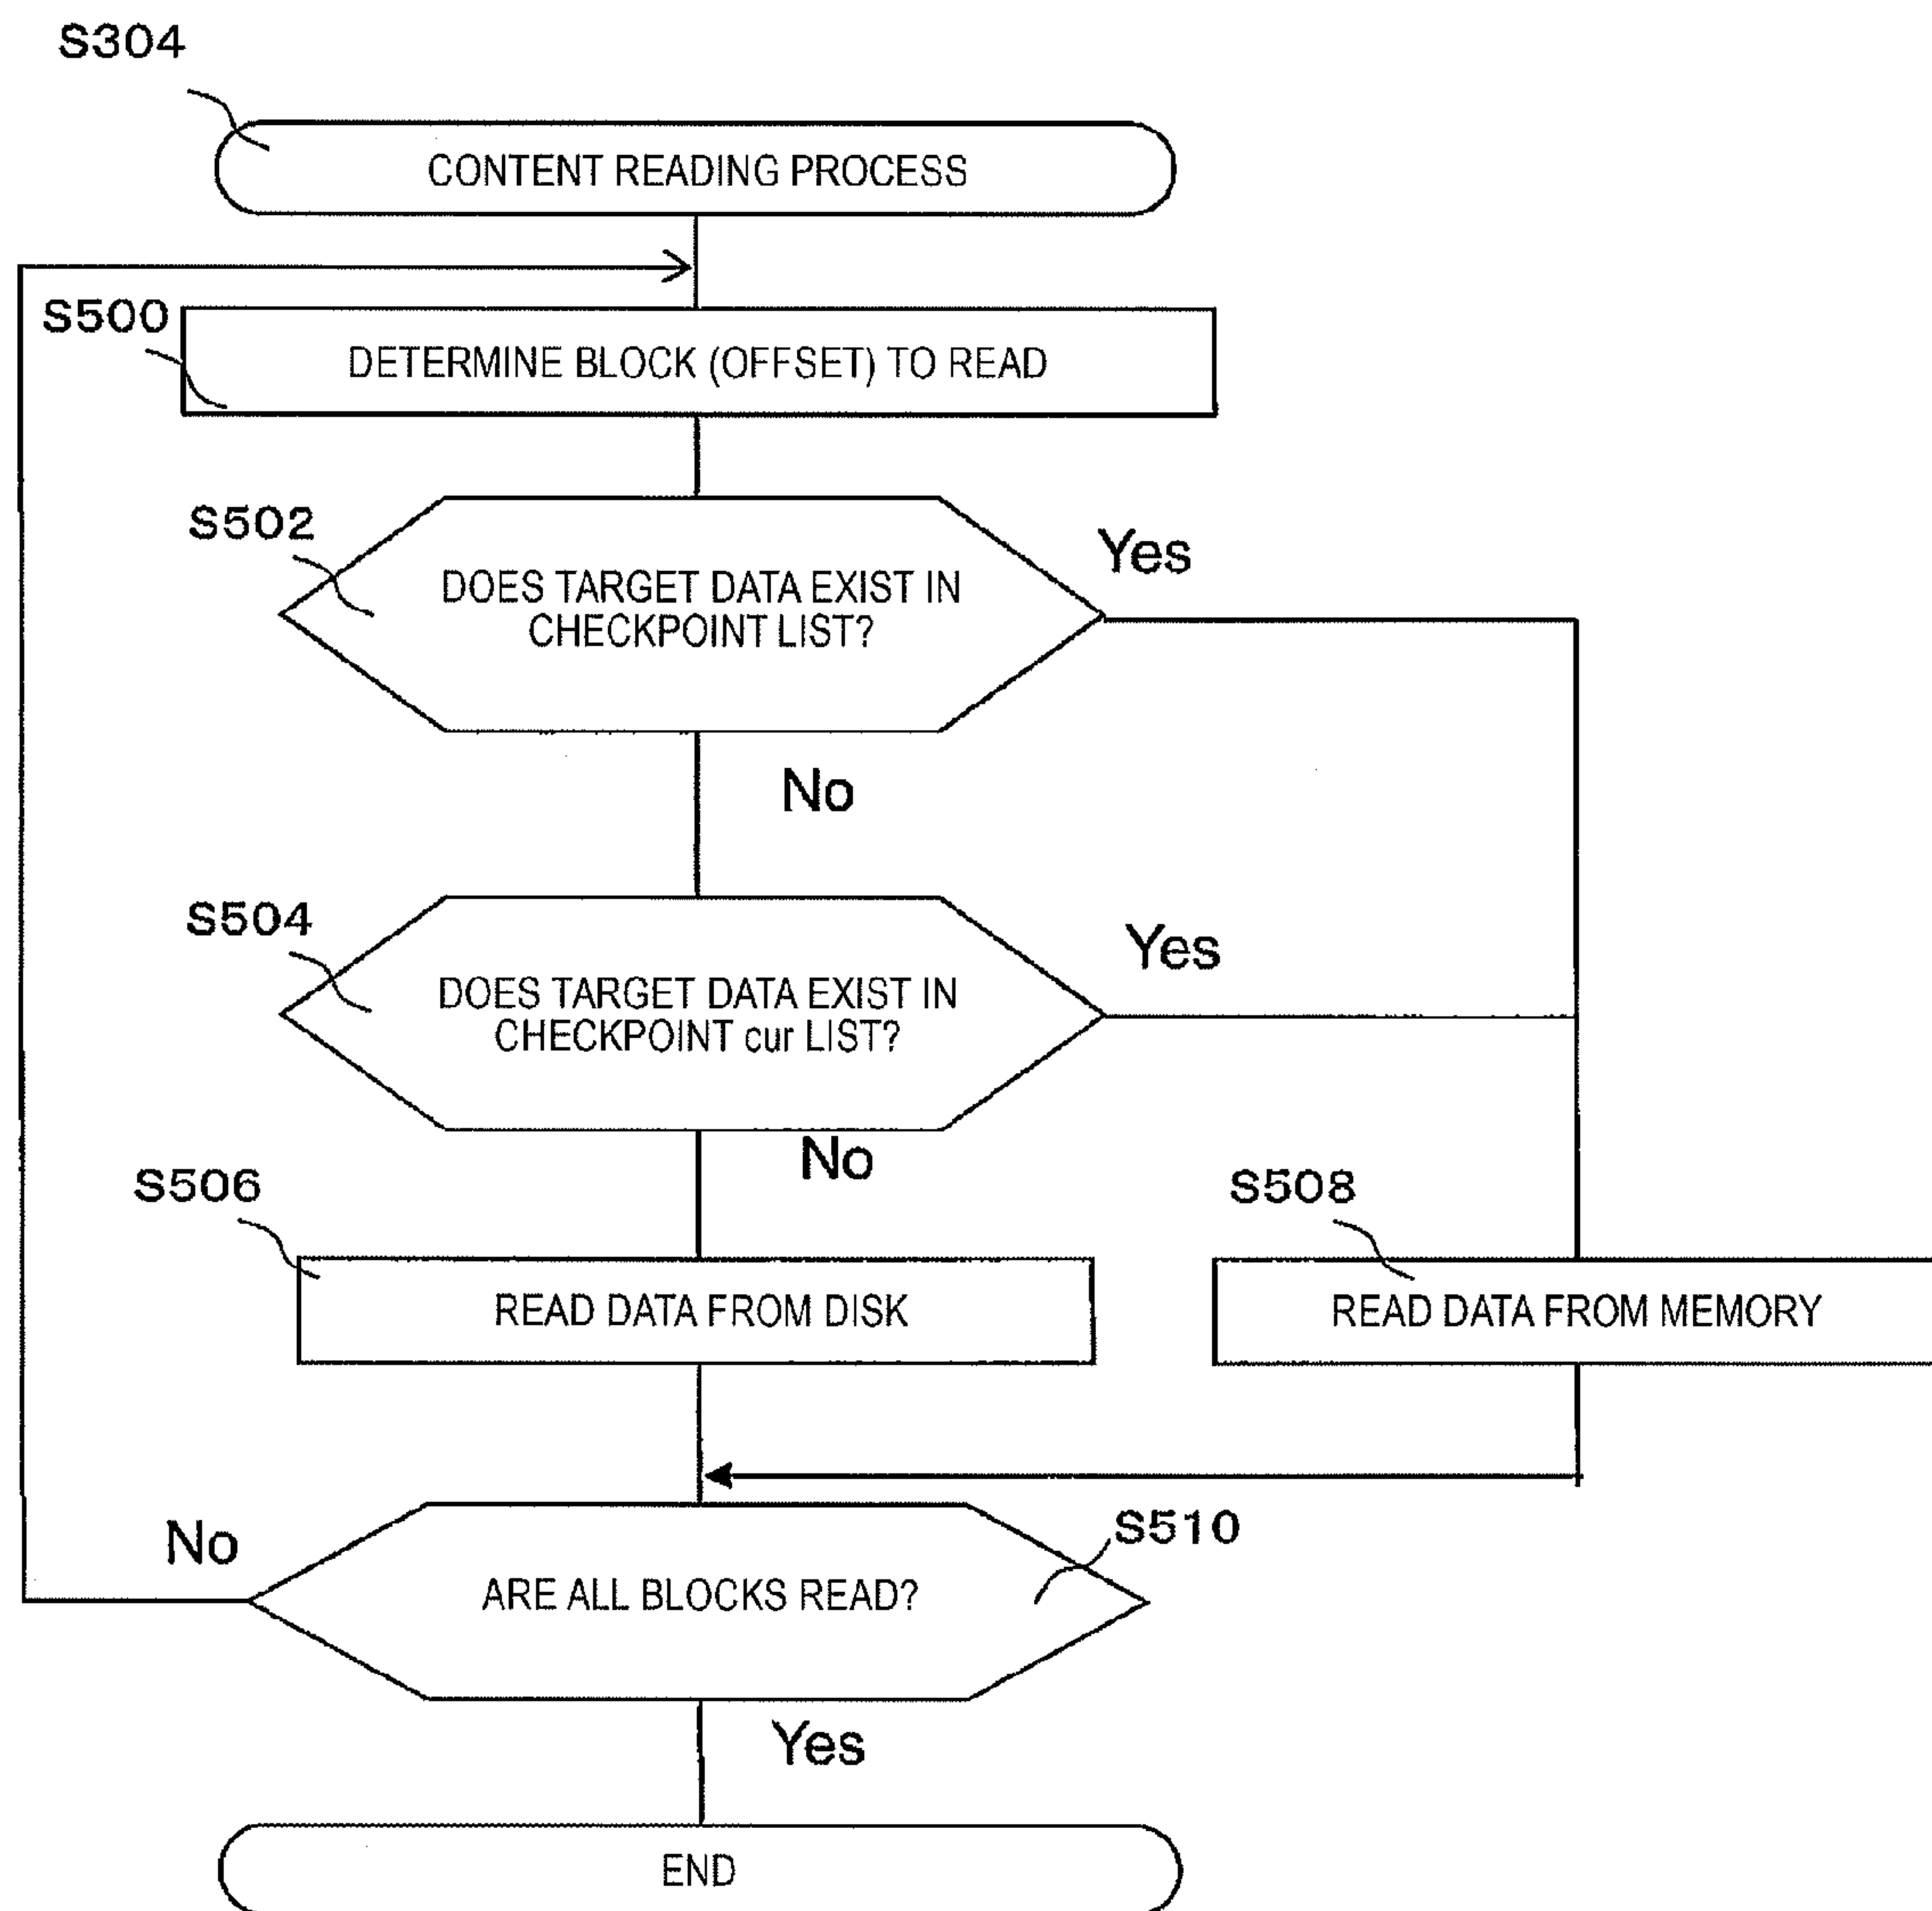 S304
CONTENT READING PROCESS
S500
DETERMINE BLOCK (OFFSET) TO READ
S502
Yes
DOES TARGET DATA EXIST IN
CHECKPOINT LIST?
No
S504
Yes
DOES TARGET DATA EXIST IN
CHECKPOINT cur LIST?
No
S506
S508
READ DATA FROM DISK
READ DATA FROM MEMORY
S510
No
ARE ALL BLOCKS READ?
Yes
END